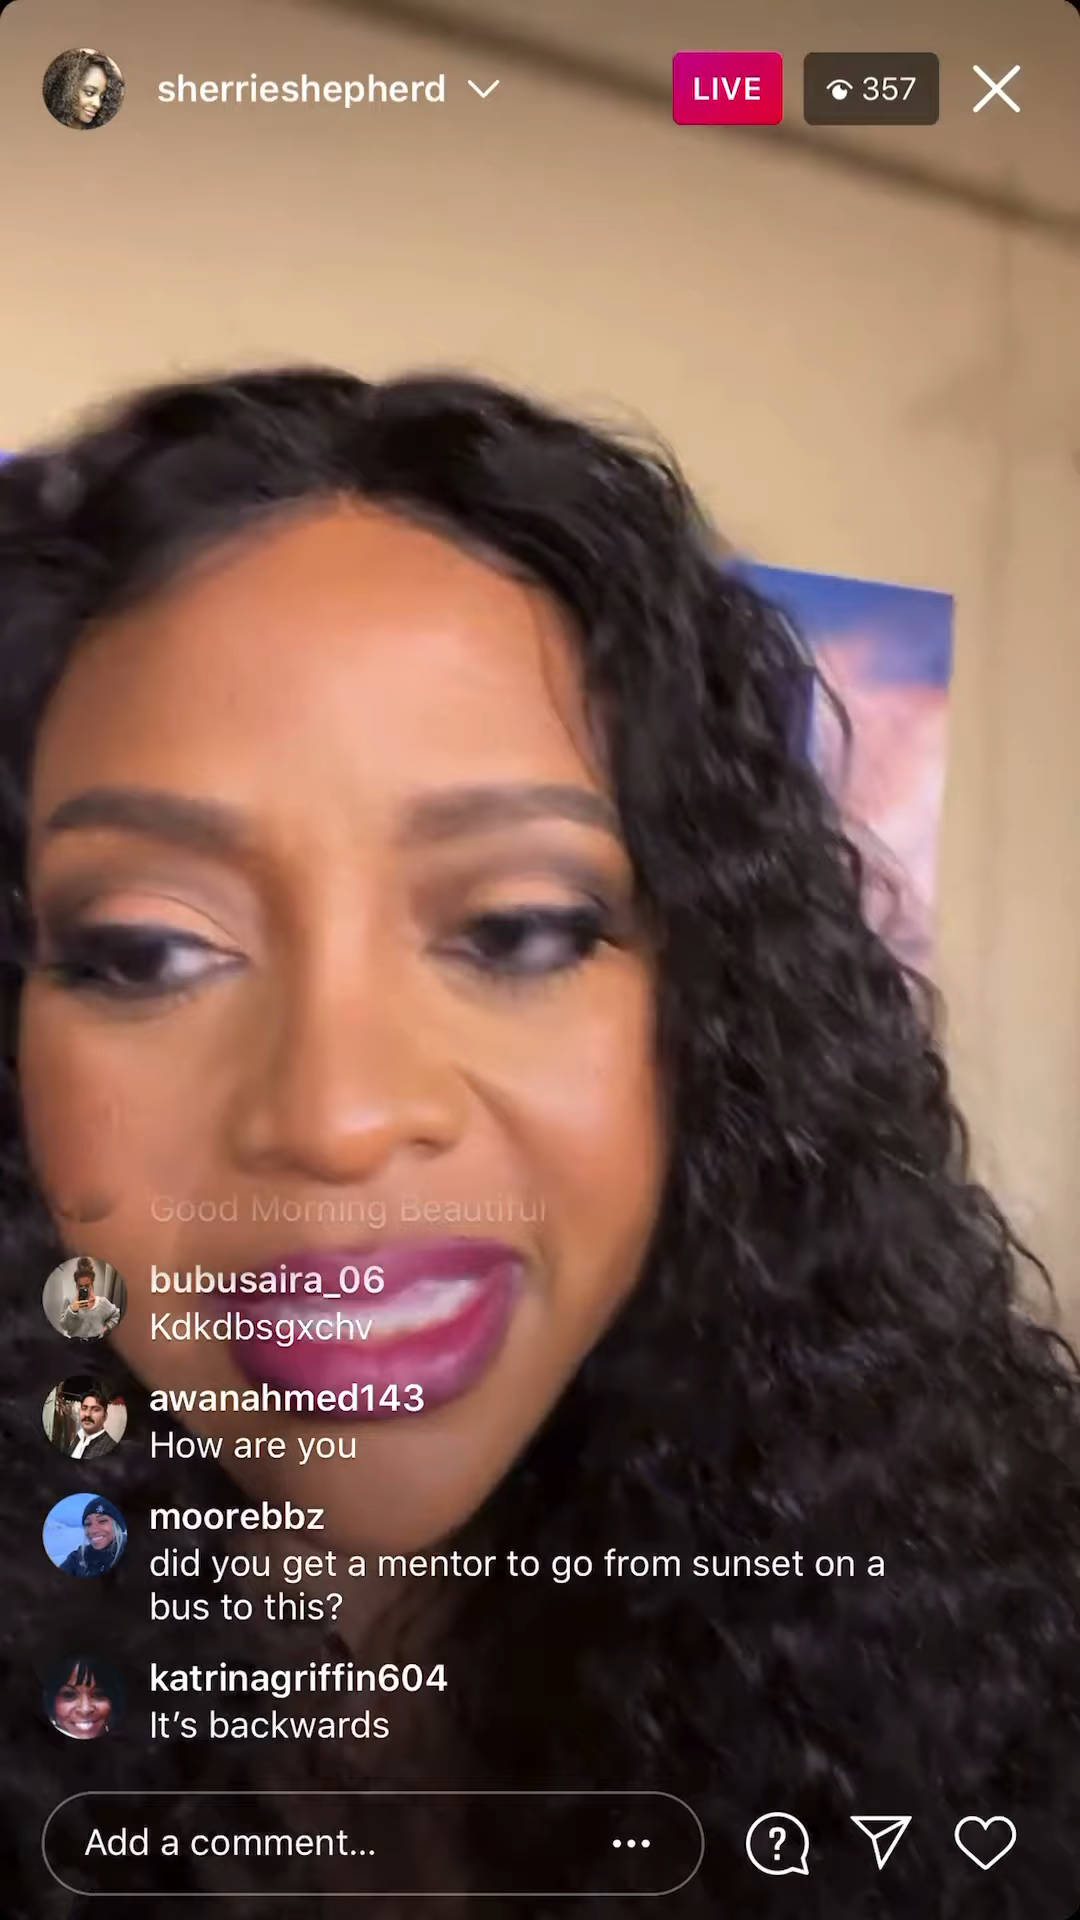 sherrieshepherd
LIVE
357
Good Morning Beautiful
bubusaira_06
Kdkdbsgxchv
awanahmed143
How are you
moorebbz
did you get a mentor to go from sunset on a
bus to this?
katrinagriffin604
It’s backwards
Add a comment...